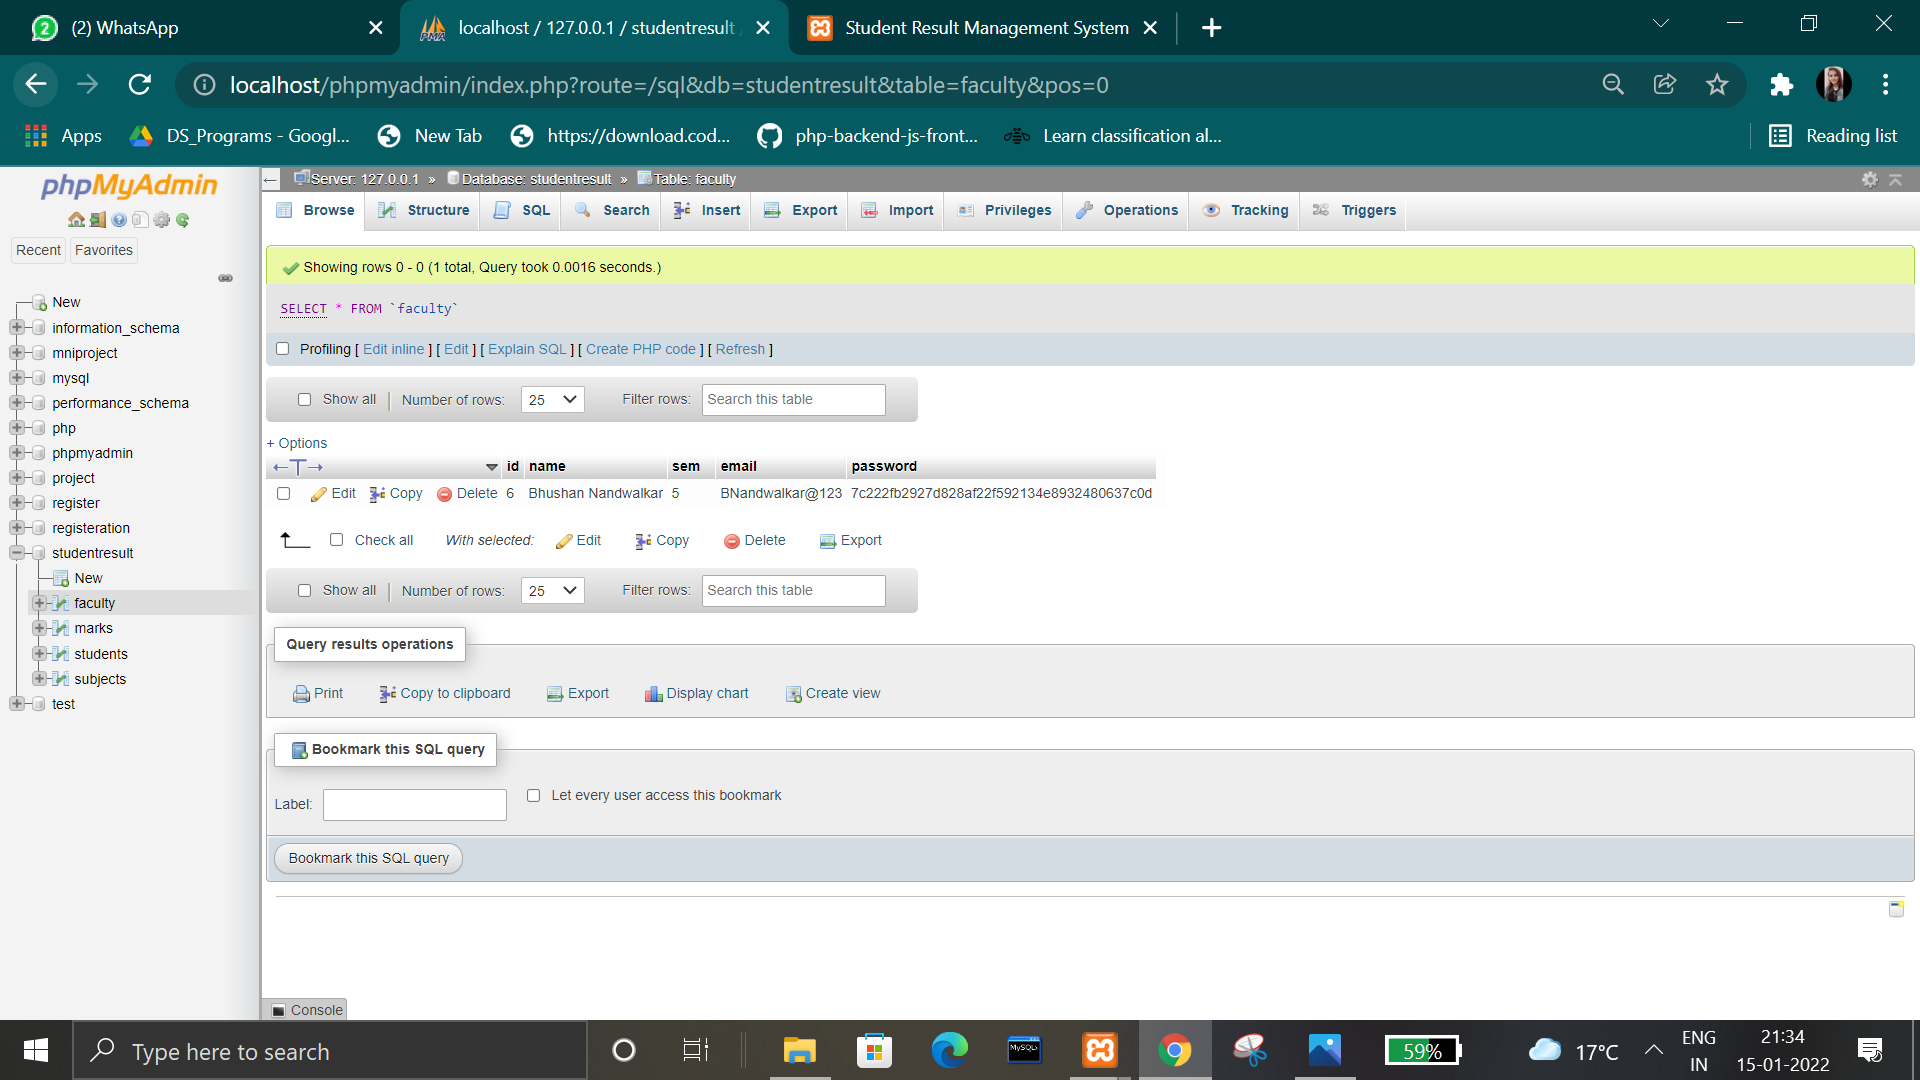 (2) WhatsApp
localhost / 127.0.0.1 / studentresult
Student Result Management System
localhost/phpmyadmin/index.php?route=/sql&db=studentresult&table=faculty&pos=0
Apps
DS_Programs - Googl...
New Tab
https://download.cod...
php-backend-js-front...
Learn classification al...
Reading list
phpMyAdmin
Recent
Favorites
New
information_schema
mniproject
mysql
performance_schema
php
phpmyadmin
project
register
registeration
studentresult
New
faculty
marks
students
subjects
test
Server: 127.0.0.1 » Database: studentresult » Table: faculty
Browse Structure SQL Search Insert Export Import Privileges Operations Tracking Triggers
Showing rows 0 - 0 (1 total, Query took 0.0016 seconds.)
SELECT * FROM `faculty`
Profiling [ Edit inline ] [ Edit ] [ Explain SQL ] [ Create PHP code ] [ Refresh ]
Show all Number of rows: 25 Filter rows: Search this table
+ Options
id name sem email password
Edit Copy Delete 6 Bhushan Nandwalkar 5 BNandwalkar@123 7c222fb2927d828af22f592134e8932480637c0d
Check all With selected: Edit Copy Delete Export
Show all Number of rows: 25 Filter rows: Search this table
Query results operations
Print Copy to clipboard Export Display chart Create view
Bookmark this SQL query
Label: Let every user access this bookmark
Bookmark this SQL query
Console
Type here to search
MySQL
59%
17°C
ENG
IN
21:34
15-01-2022